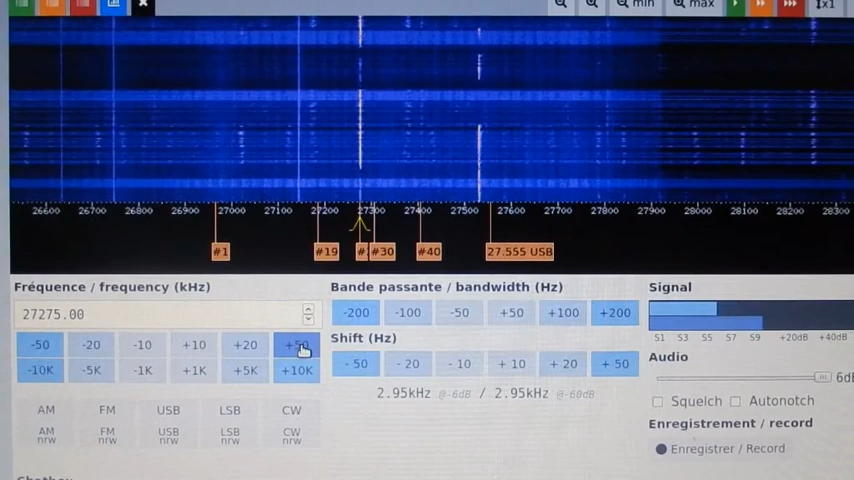 min max ↕x1
26600 26700 26800 26900 27000 27100 27200 27300 27400 27500 27600 27700 27800 27900 28000 28100 28200 28300
#1 #19 #30 #40 27.555 USB
Fréquence / frequency (kHz)
27275.00
-50 -20 -10 +10 +20 +50
-10K -5K -1K +1K +5K +10K
AM FM USB LSB CW
AM nrw FM nrw USB nrw LSB nrw CW nrw
Bande passante / bandwidth (Hz)
-200 -100 -50 +50 +100 +200
Shift (Hz)
- 50 - 20 - 10 + 10 + 20 + 50
2.95kHz @-6dB / 2.95kHz @-60dB
Signal
S1 S3 S5 S7 S9 +20dB +40dB
Audio
6d
Squelch Autonotch
Enregistrement / record
Enregistrer / Record